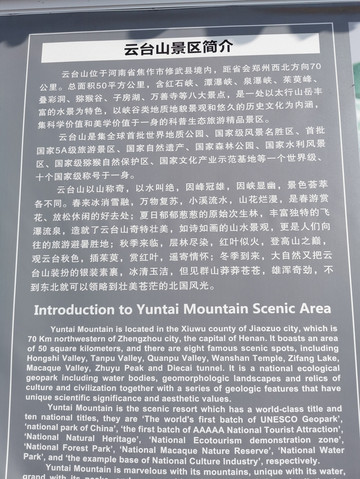 云台山景区简介
云台山位于河南省焦作市修武县境内，距省会郑州西北方向70
公里。总面积50平方公里，含红石峡、潭瀑峡、泉瀑峡、茱萸峰、
叠彩洞、猕猴谷、子房湖、万善寺等八大景点，是一处以太行山岳丰
富的水景为特色，以峡谷类地质地貌景观和悠久的历史文化为内涵，
集科学价值和美学价值于一身的科普生态旅游精品景区。
云台山是集全球首批世界地质公园、国家级风景名胜区、首批
国家5A级旅游景区、国家自然遗产、国家森林公园、国家水利风景
区、国家级猕猴自然保护区、国家文化产业示范基地等一个世界级、
十个国家级称号于一身。
云台山以山称奇，以水叫绝，因峰冠雄，因峡显幽，景色荟萃
各不同。春来冰消雪融，万物复苏，小溪流水，山花烂漫，是春游赏
花、放松休闲的好去处；夏日郁郁葱葱的原始次生林，丰富独特的飞
瀑流泉，造就了云台山奇特壮美，如诗如画的山水景观，更是人们向
往的旅游避暑胜地；秋季来临，层林尽染，红叶似火，登高山之巅，
观云台秋色，插茱萸，赏红叶，遥寄情怀；冬季到来，大自然又把云
台山装扮的银装素裹，冰清玉洁，但见群山莽莽苍苍，雄浑奇劲，不
到东北就可以领略到壮美苍茫的北国风光。
Introduction to Yuntai Mountain Scenic Area
Yuntai Mountain is located in the Xiuwu county of Jiaozuo city, which is
70 Km northwestern of Zhengzhou city, the capital of Henan. It boasts an area
of 50 square kilometers, and there are eight famous scenic spots, including
Hongshi Valley, Tanpu Valley, Quanpu Valley, Wanshan Temple, Zifang Lake,
Macaque Valley, Zhuyu Peak and Diecai tunnel. It is a national ecological
geopark including water bodies, geomorphologic landscapes and relics of
culture and civilization together with a series of geologic features that have
unique scientific significance and aesthetic values.
Yuntai Mountain is the scenic resort which has a world-class title and
ten national titles, they are 'The world's first batch of UNESCO Geopark',
'national park of China', 'the first batch of AAAAA National Tourist Attraction',
'National Natural Heritage', 'National Ecotourism demonstration zone',
'National Forest Park', 'National Macaque Nature Reserve', 'National Water
Park', and 'the example base of National Culture Industry', respectively.
Yuntai Mountain is marvelous with its mountains, unique with its water,